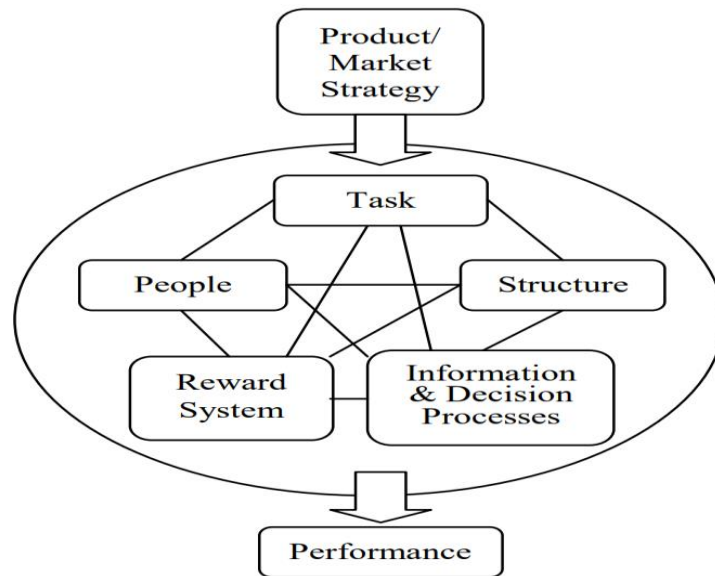 Product/
Market
Strategy
Task
People
Structure
Reward
System
Information
& Decision
Processes
Performance